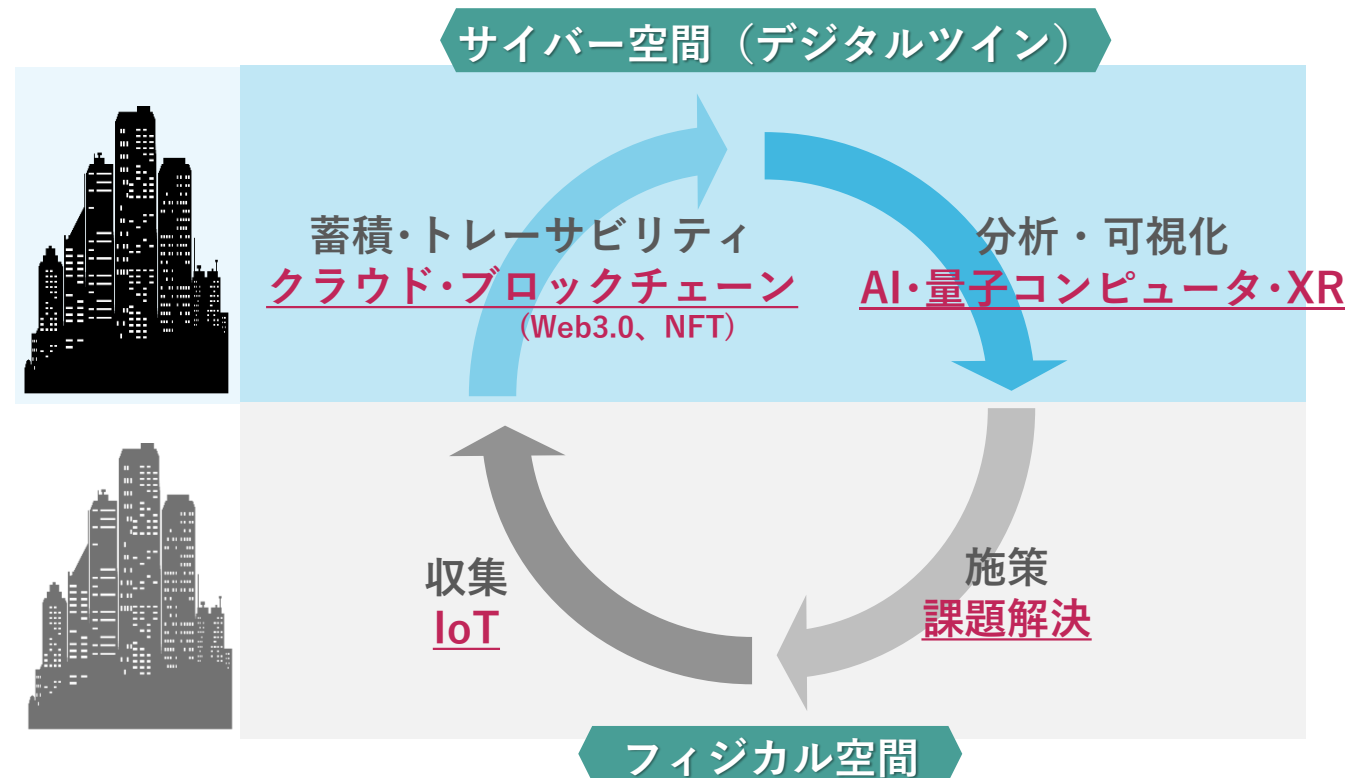 サイバー空間（デジタルツイン）
蓄積・トレーサビリティ
クラウド・ブロックチェーン
(Web3.0、NFT)
分析・可視化
AI・量子コンピュータ・XR
収集
IoT
施策
課題解決
フィジカル空間